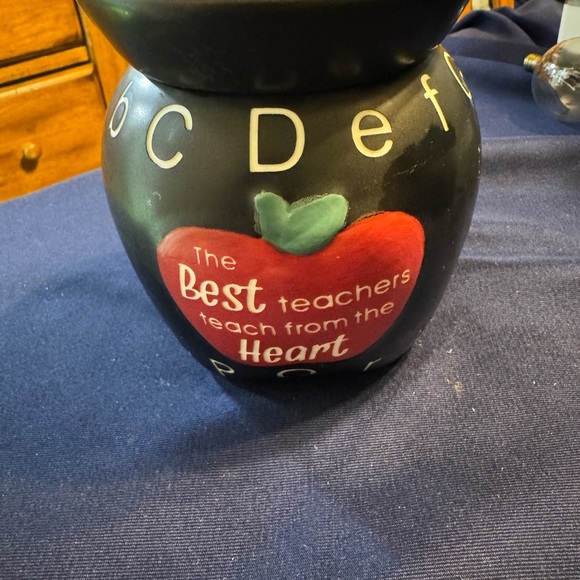 b C D e f
The
Best teachers
teach from the
Heart